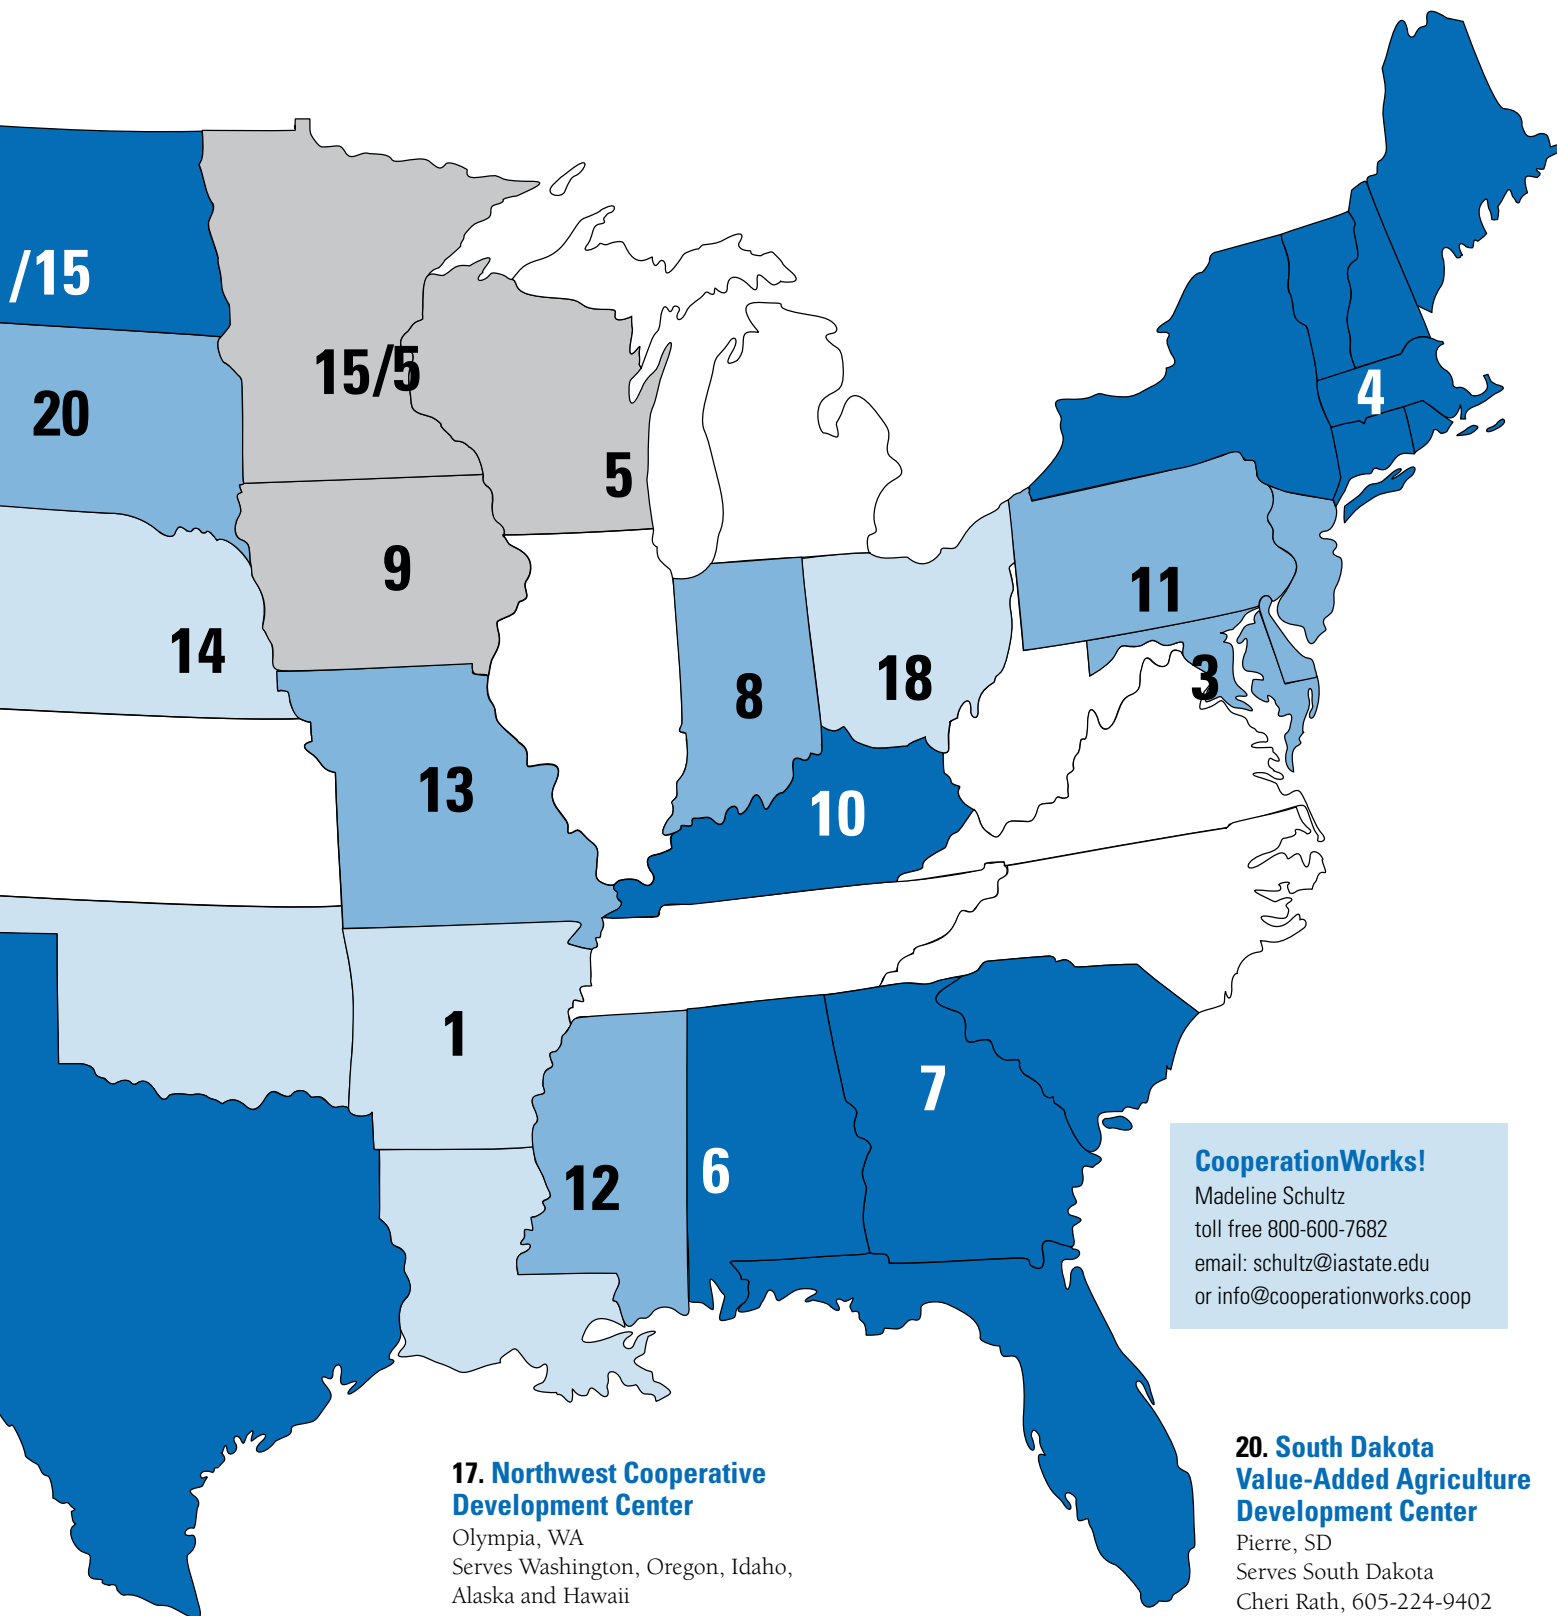 /15
15/5
20
4
5
9
11
14
18
3
8
13
10
1
7
6
12
CooperationWorks!
Madeline Schultz
toll free 800-600-7682
email: schultz@iastate.edu
or info@cooperationworks.coop
17. Northwest Cooperative
Development Center
Olympia, WA
Serves Washington, Oregon, Idaho,
Alaska and Hawaii
20. South Dakota
Value-Added Agriculture
Development Center
Pierre, SD
Serves South Dakota
Cheri Rath, 605-224-9402